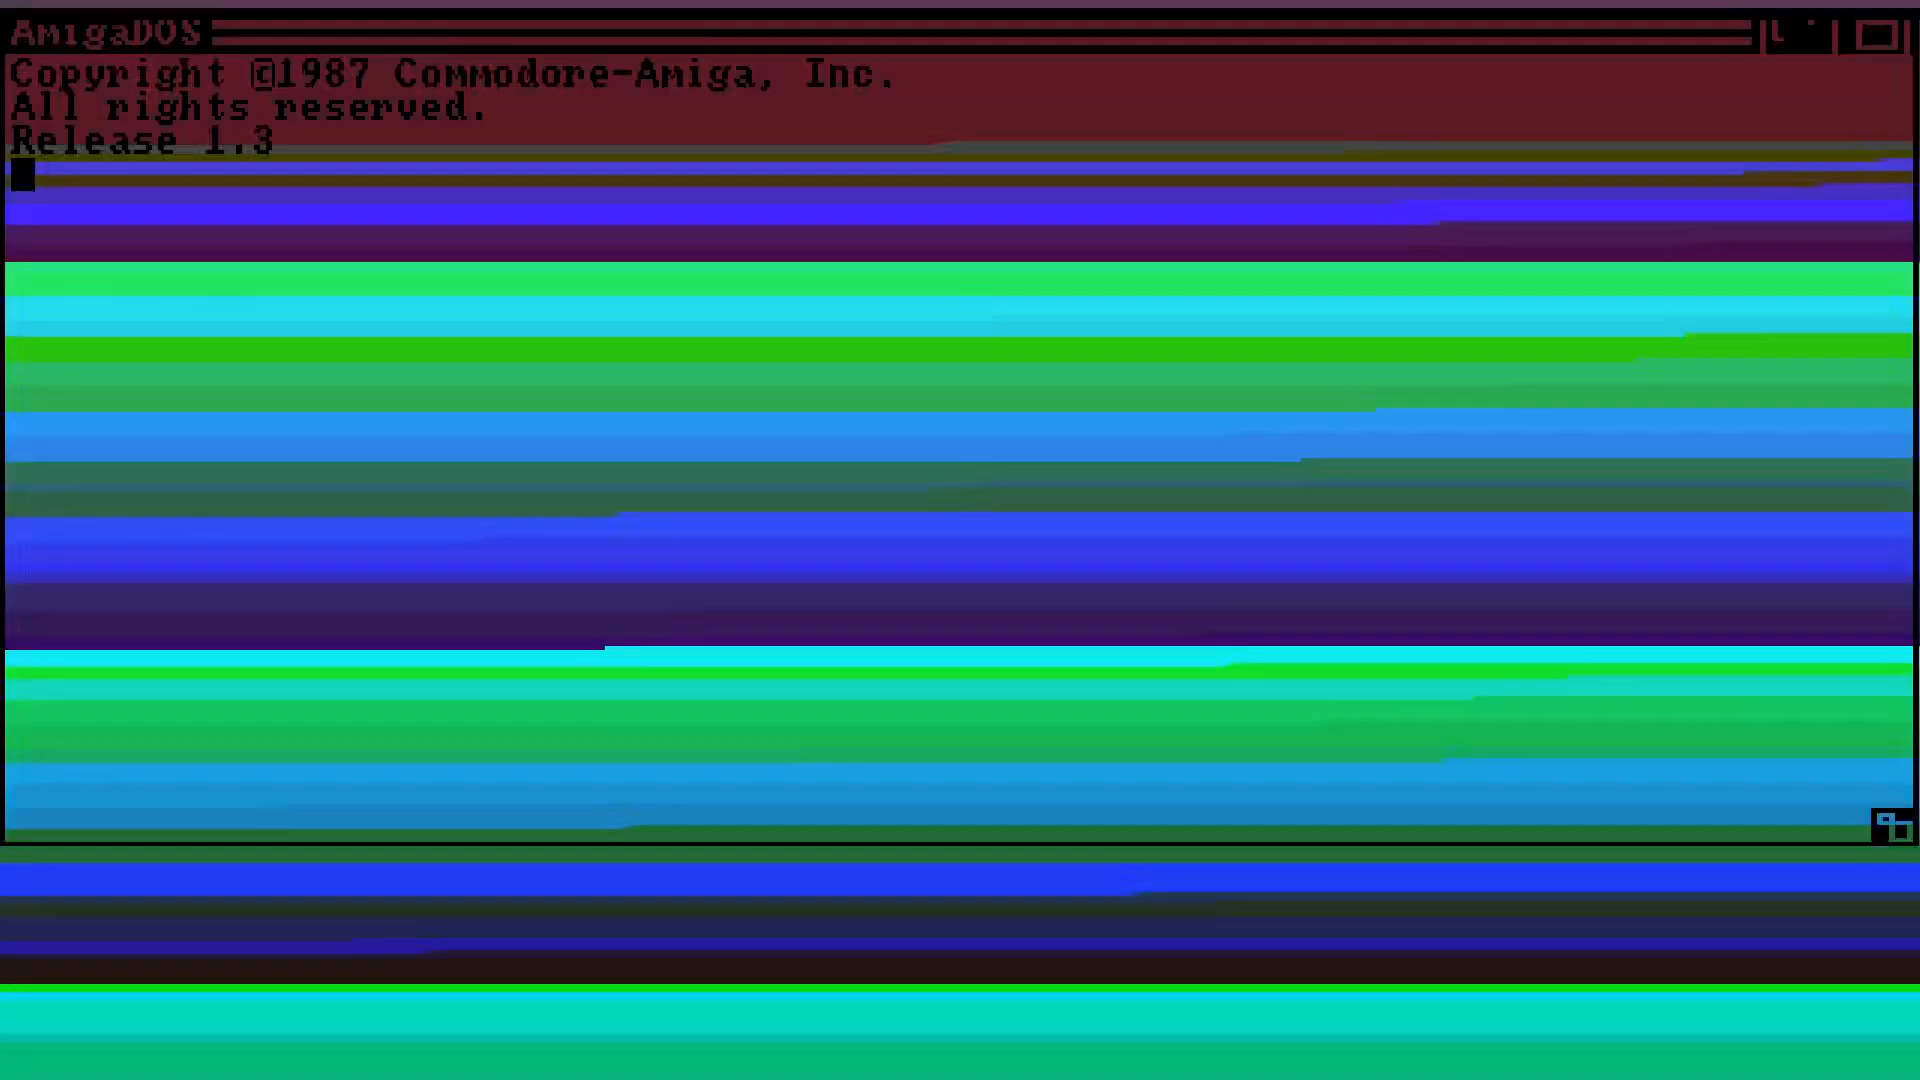 AmigaDOS
Copyright ©1987 Commodore-Amiga, Inc.
All rights reserved.
Release 1.3